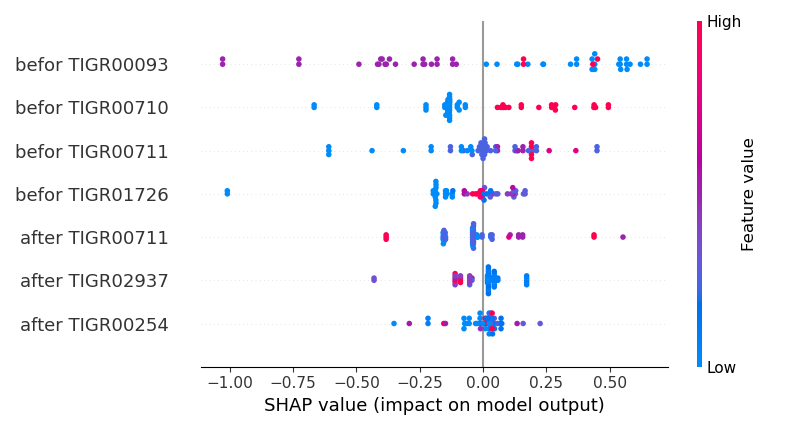 High
befor TIGR00093
befor TIGR00710
befor TIGR00711
befor TIGR01726
after TIGR00711
after TIGR02937
after TIGR00254
Feature value
Low
−1.00 −0.75 −0.50 −0.25 0.00 0.25 0.50
SHAP value (impact on model output)